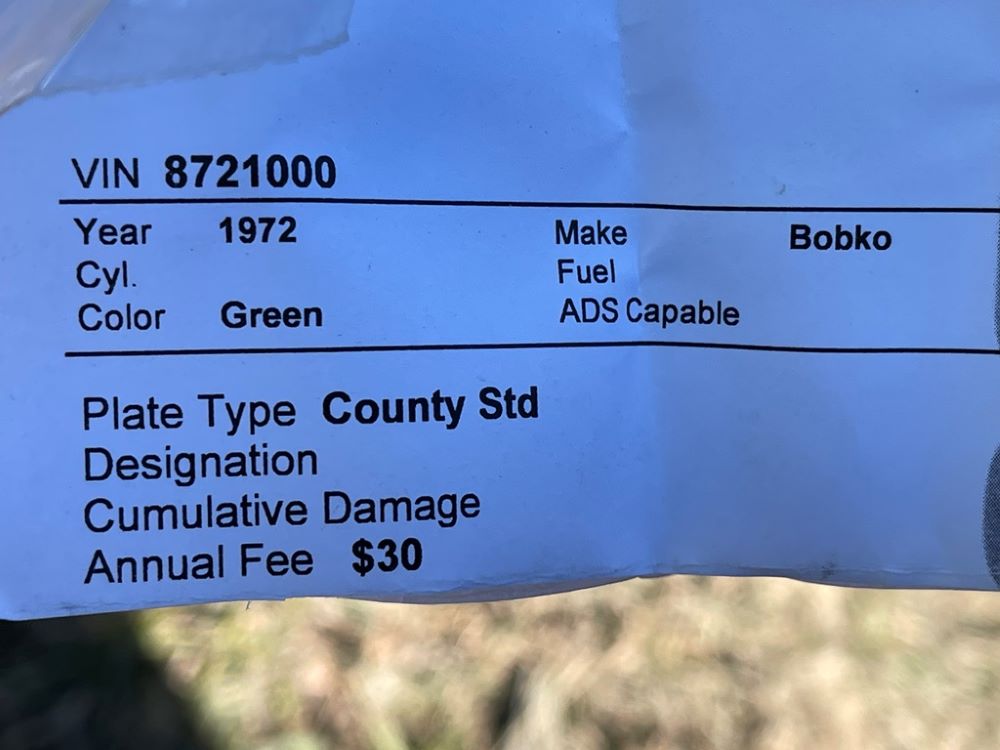 VIN 8721000
Year 1972 Make Bobko
Cyl. Fuel
Color Green ADS Capable
Plate Type County Std
Designation
Cumulative Damage
Annual Fee $30